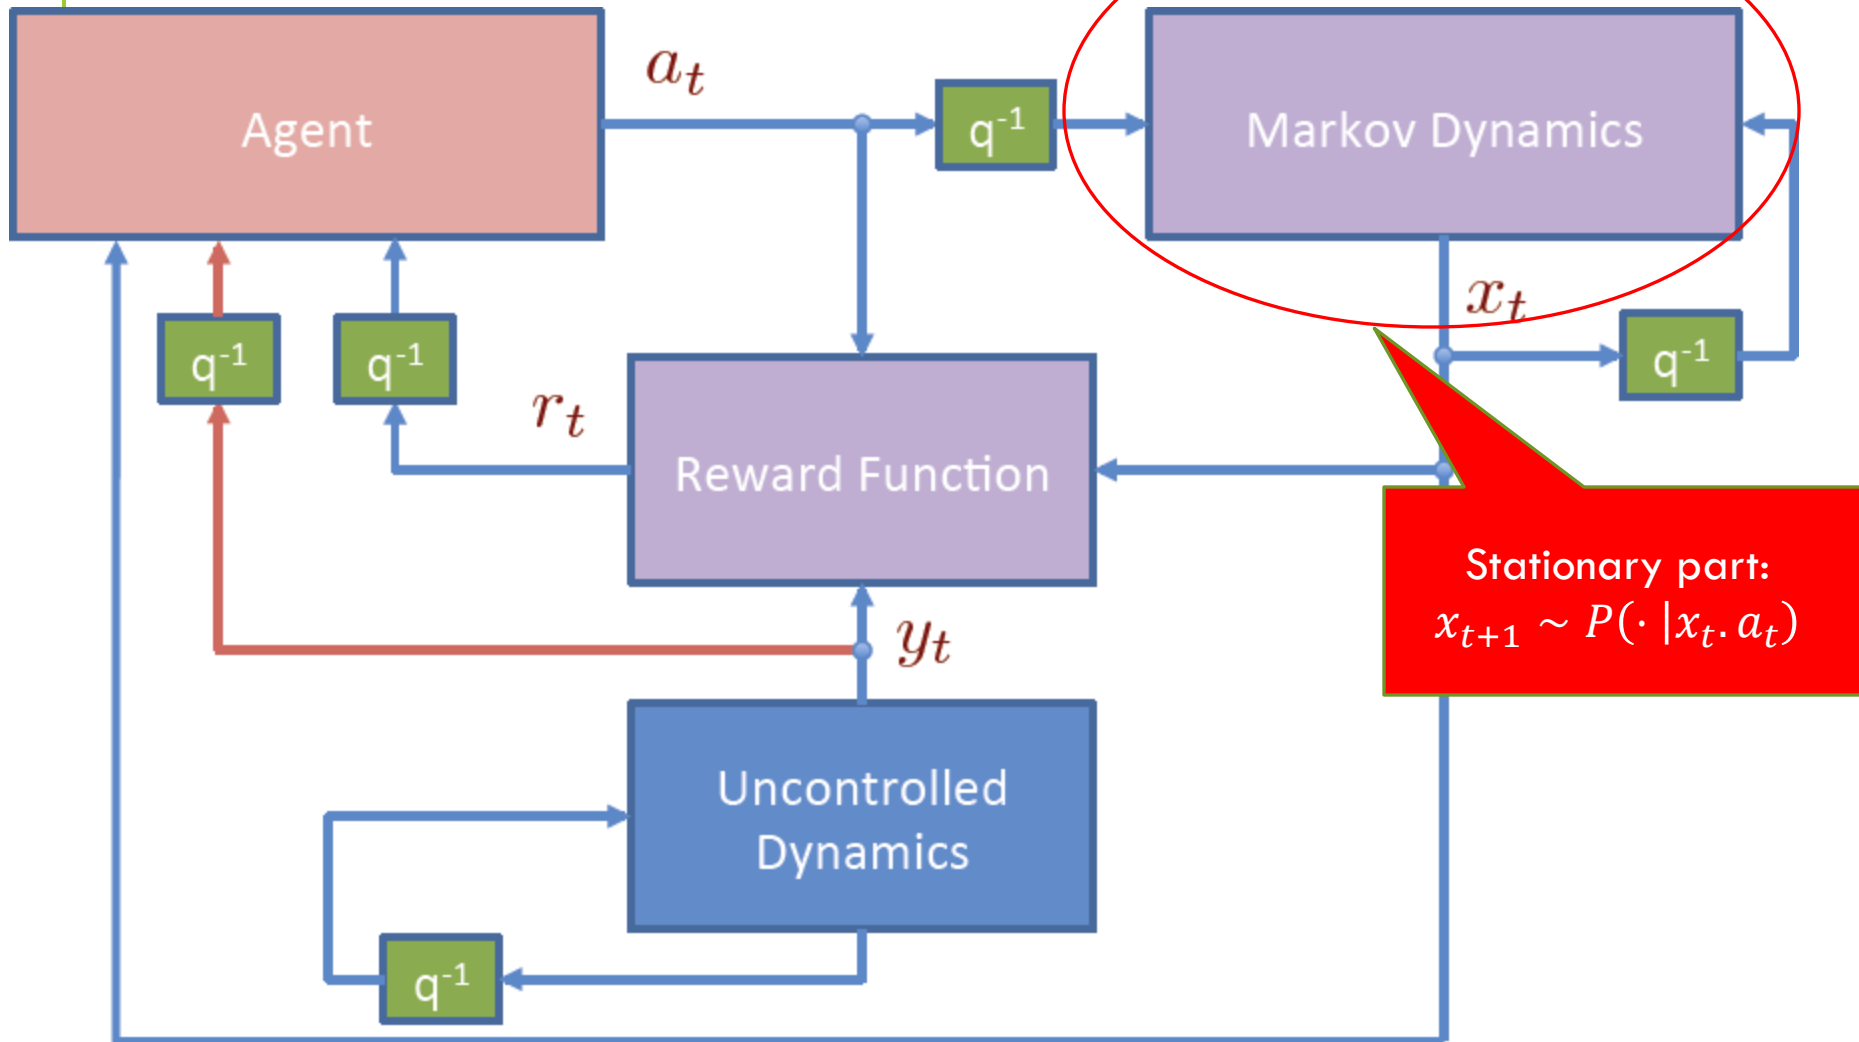 Agent
a_t
q⁻¹
Markov Dynamics
x_t
q⁻¹
q⁻¹
q⁻¹
r_t
Reward Function
Stationary part:
x_{t+1} ~ P(· |x_t. a_t)
y_t
Uncontrolled
Dynamics
q⁻¹